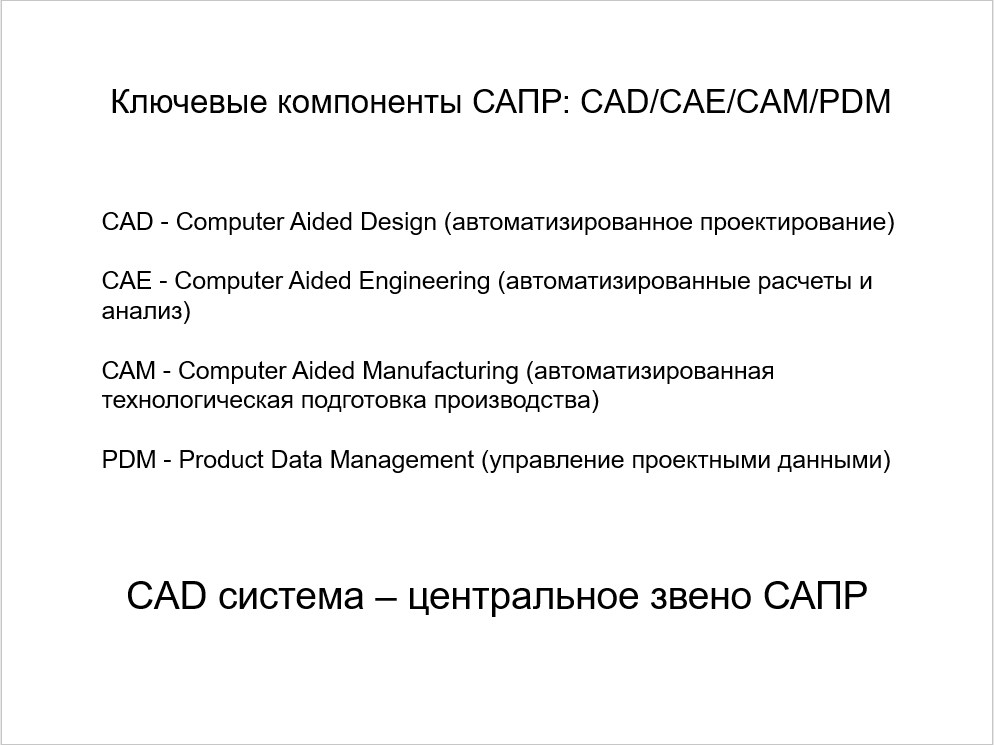 Ключевые компоненты САПР: CAD/CAE/CAM/PDM
CAD - Computer Aided Design (автоматизированное проектирование)
CAE - Computer Aided Engineering (автоматизированные расчеты и
анализ)
CAM - Computer Aided Manufacturing (автоматизированная
технологическая подготовка производства)
PDM - Product Data Management (управление проектными данными)
CAD система – центральное звено САПР